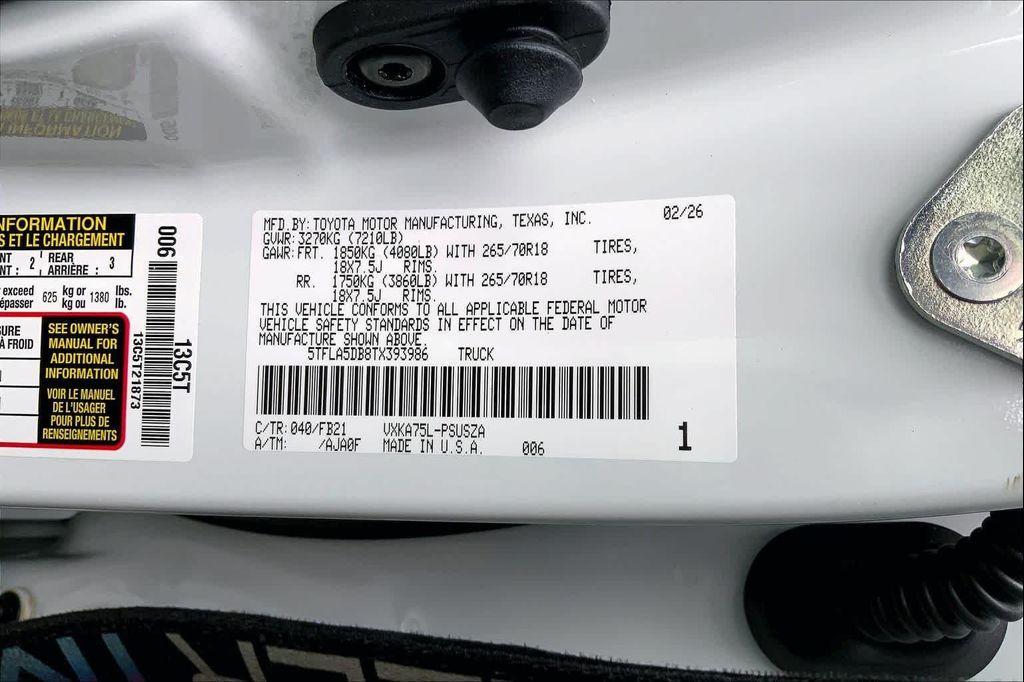 NFORMATION
S ET LE CHARGEMENT
NT : 2 REAR ARRIÈRE : 3
exceed
épasser 625 kg or kg ou 1380 lbs. lb.
SURE
À FROID
SEE OWNER'S
MANUAL FOR
ADDITIONAL
INFORMATION
VOIR LE MANUEL
DE L'USAGER
POUR PLUS DE
RENSEIGNEMENTS
13C5T21873
006
13C5T
MFD.BY:TOYOTA MOTOR MANUFACTURING, TEXAS, INC. 02/26
GVWR:3270KG (7210LB)
GAWR:FRT. 1850KG (4080LB) WITH 265/70R18 TIRES,
18X7.5J RIMS,
RR. 1750KG (3860LB) WITH 265/70R18 TIRES,
18X7.5J RIMS,
THIS VEHICLE CONFORMS TO ALL APPLICABLE FEDERAL MOTOR
VEHICLE SAFETY STANDARDS IN EFFECT ON THE DATE OF
MANUFACTURE SHOWN ABOVE.
5TFLA5DB8TX393986 TRUCK
C/TR:040/FB21 VXKA75L-PSUSZA
A/TM: /AJA0F MADE IN U.S.A. 006
1